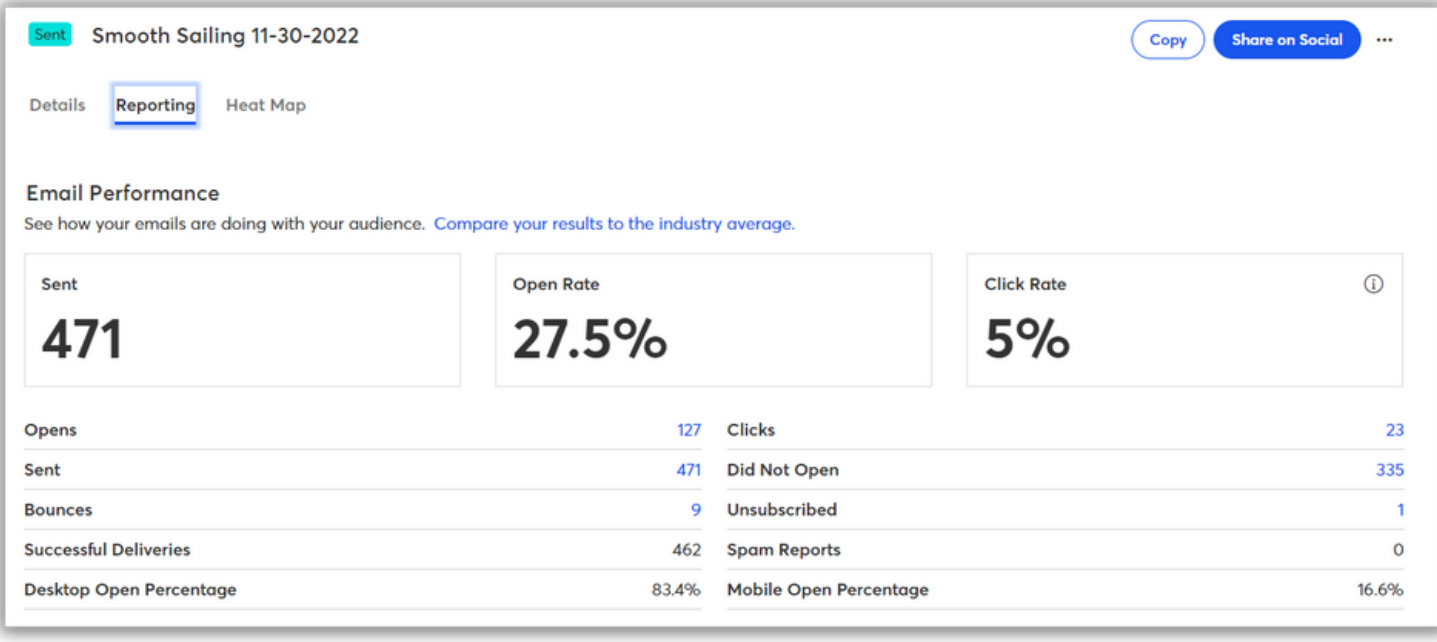 Sent Smooth Sailing 11-30-2022 Copy Share on Social ...
Details Reporting Heat Map
Email Performance
See how your emails are doing with your audience. Compare your results to the industry average.
Sent Open Rate Click Rate
471 27.5% 5%
Opens 127 Clicks 23
Sent 471 Did Not Open 335
Bounces 9 Unsubscribed 1
Successful Deliveries 462 Spam Reports 0
Desktop Open Percentage 83.4% Mobile Open Percentage 16.6%